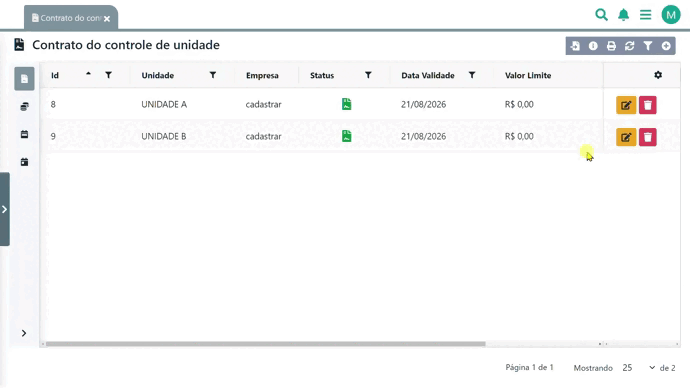 Contrato do con
M
Contrato do controle de unidade
Id Unidade Empresa Status Data Validade Valor Limite
8 UNIDADE A cadastrar 21/08/2026 R$ 0,00
9 UNIDADE B cadastrar 21/08/2026 R$ 0,00
Página 1 de 1 Mostrando 25 de 2